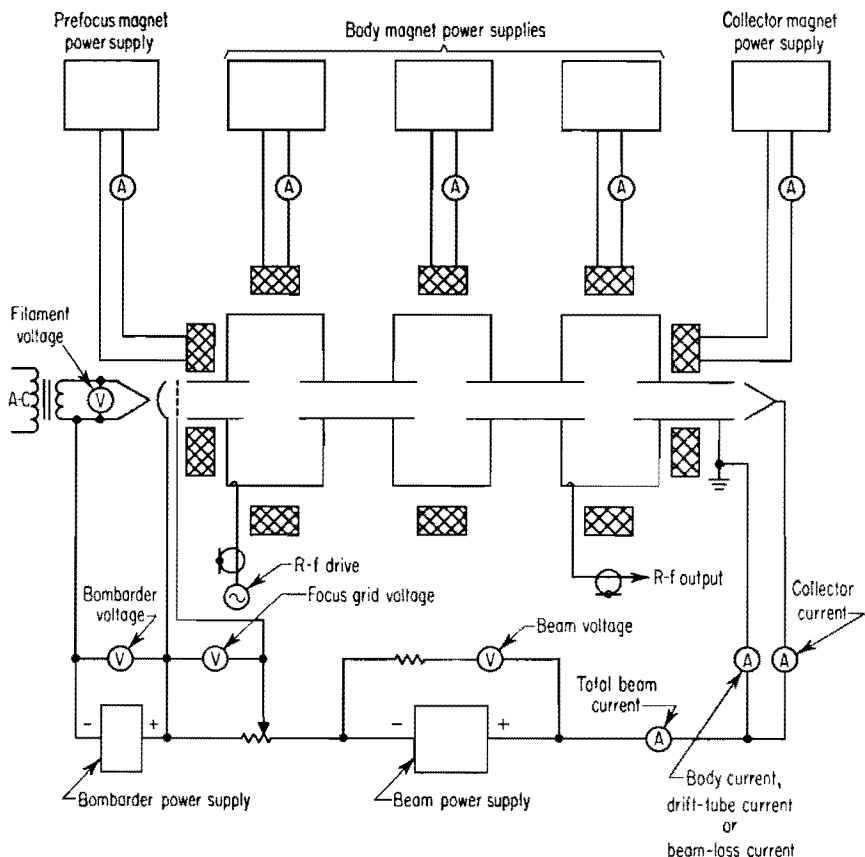 Prefocus magnet
power supply
Body magnet power supplies
Collector magnet
power supply
A
A
A
A
A
Filament
voltage
A-C
V
R-f drive
R-f output
Bombarder
voltage
Focus grid voltage
Beam voltage
Collector
current
V
V
V
A
A
Total beam
current
- +
- +
A
Bombarder power supply
Beam power supply
Body current,
drift-tube current
or
beam-loss current